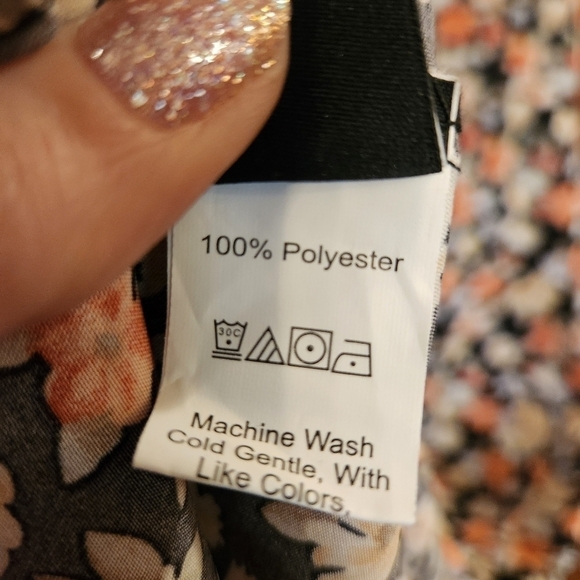 100% Polyester
30C
Machine Wash
Cold Gentle, With
Like Colors,